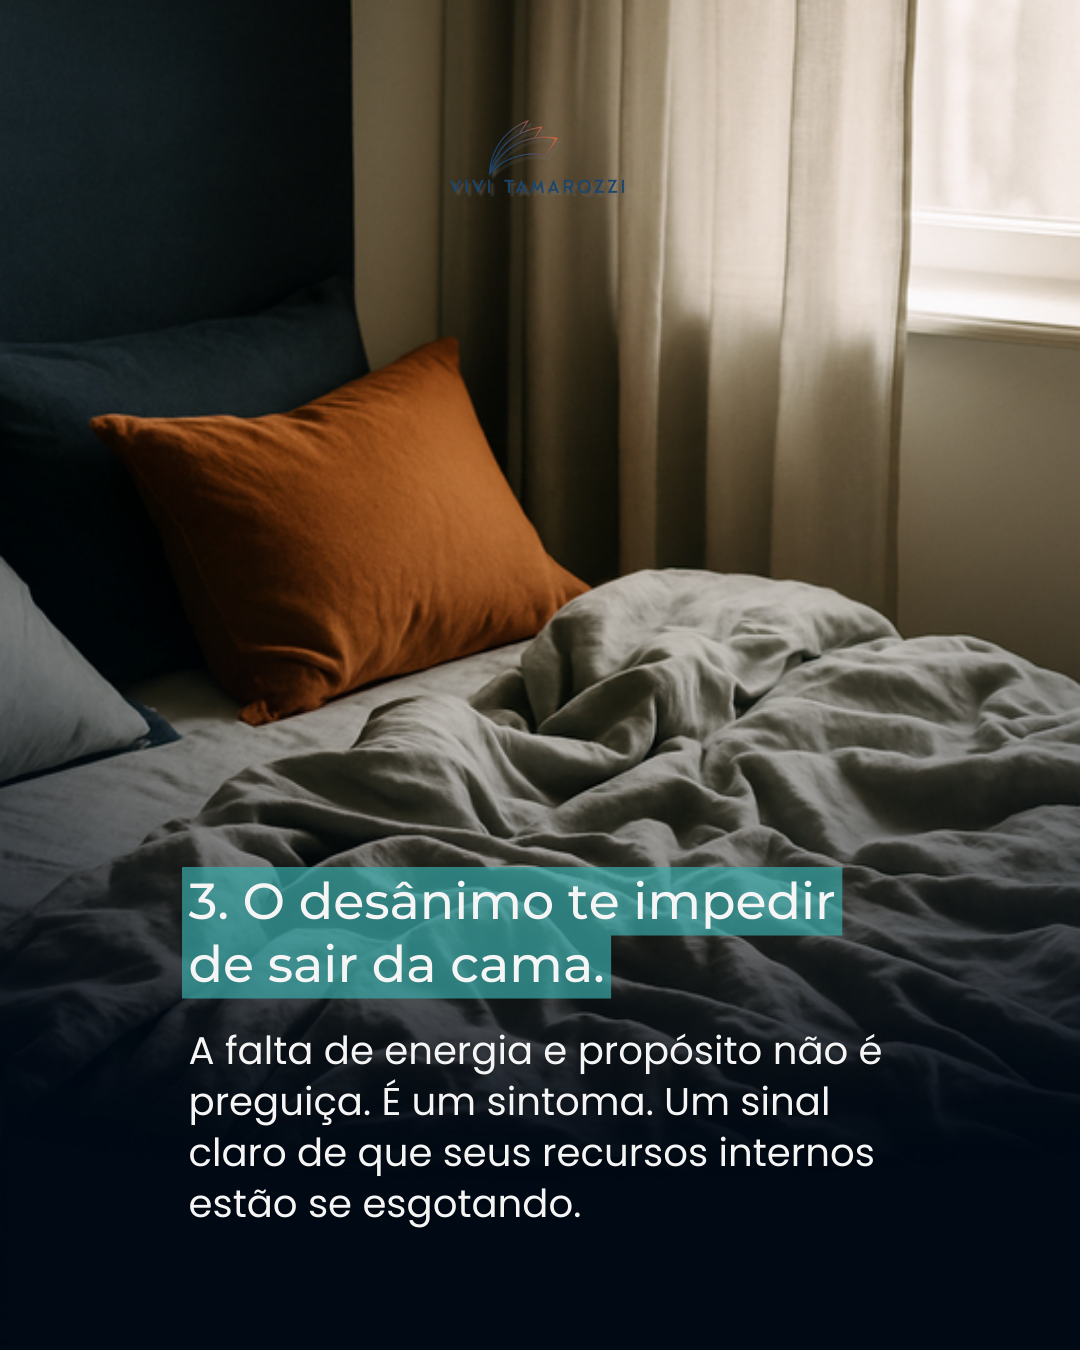 VIVI TAMAROZZI
3. O desânimo te impedir
de sair da cama.
A falta de energia e propósito não é
preguiça. É um sintoma. Um sinal
claro de que seus recursos internos
estão se esgotando.